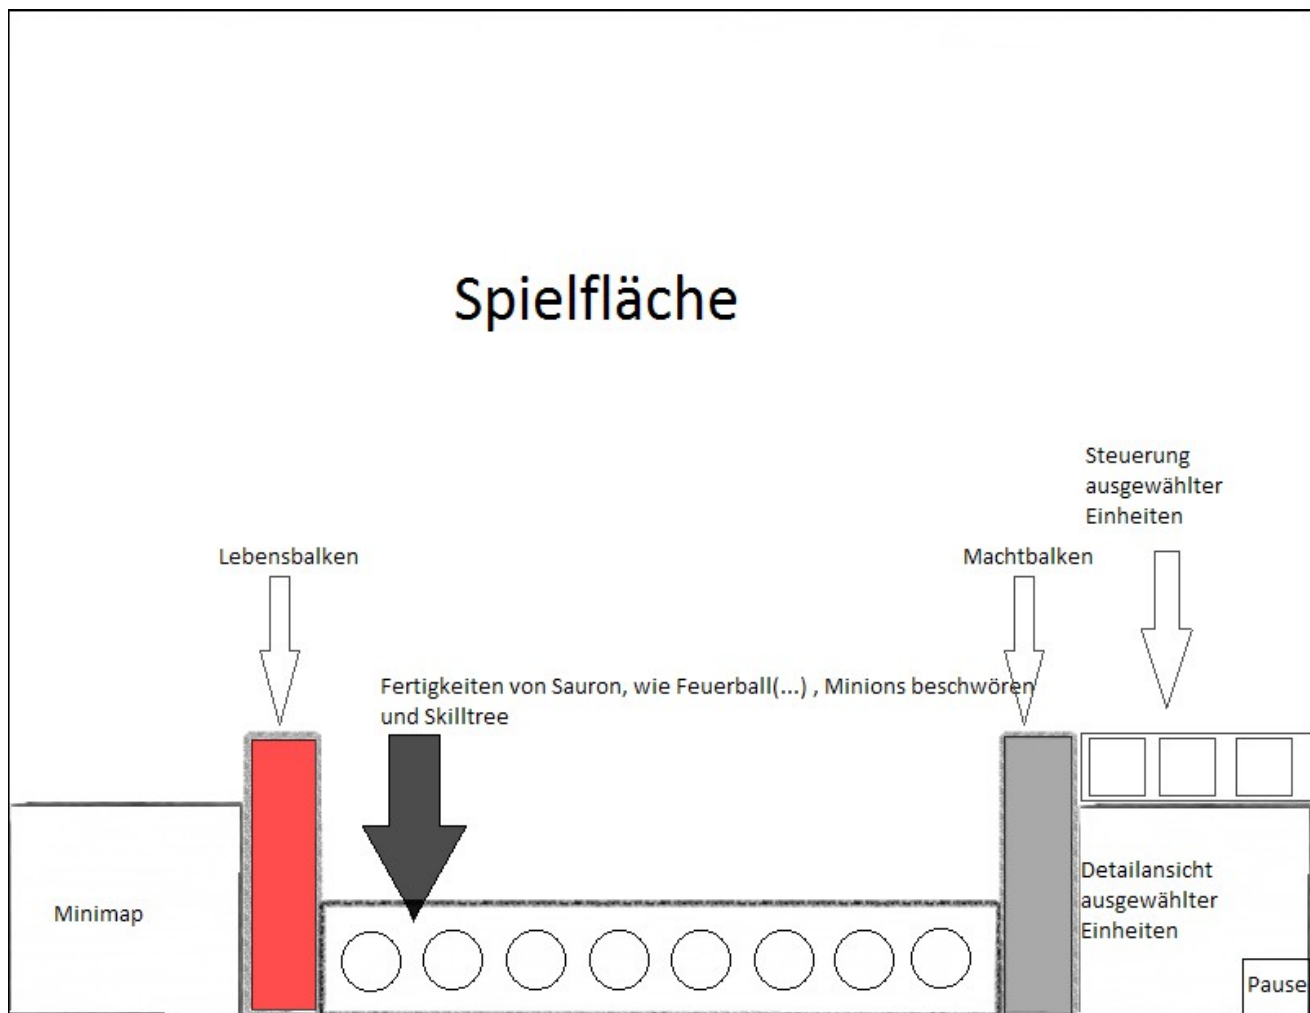 Spielfläche
Steuerung
ausgewählter
Einheiten
Lebensbalken
Machtbalken
Fertigkeiten von Sauron, wie Feuerball(...) , Minions beschwören
und Skilltree
Minimap
Detailansicht
ausgewählter
Einheiten
Pause